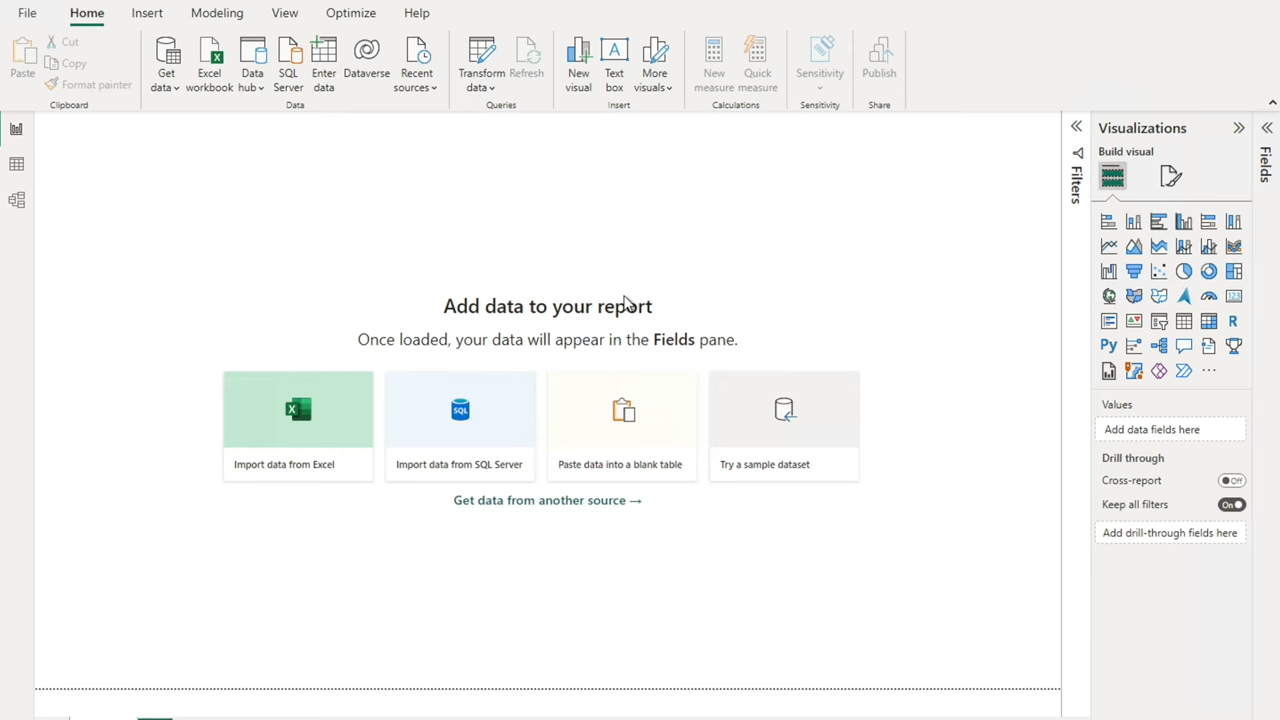 File Home Insert Modeling View Optimize Help
Paste
Cut
Copy
Format painter
Clipboard
Get data
Excel workbook
Data hub
SQL Server
Enter data
Dataverse
Recent sources
Data
Transform data
Refresh
Queries
New visual
Text box
More visuals
Insert
New measure
Quick measure
Calculations
Sensitivity
Sensitivity
Publish
Share
Filters
Visualizations
Build visual
Fields
Add data to your report
Once loaded, your data will appear in the Fields pane.
SQL
Import data from Excel
Import data from SQL Server
Paste data into a blank table
Try a sample dataset
Get data from another source →
123
R
Py
Values
Add data fields here
Drill through
Cross-report Off
Keep all filters On
Add drill-through fields here